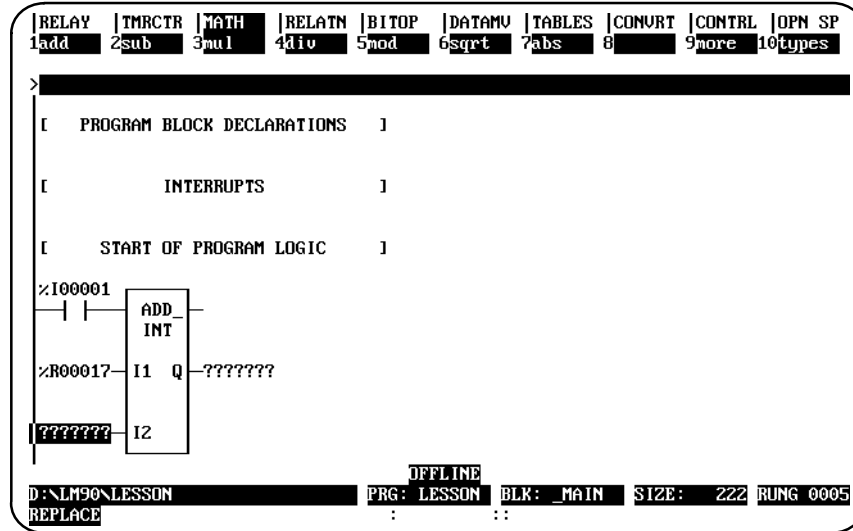 |RELAY |TMRCTR |MATH |RELATN |BITOP |DATAMV |TABLES |CONVRT |CONTRL |OPN SP
1add 2sub 3mul 4div 5mod 6sqrt 7abs 8 9more 10types
>
[ PROGRAM BLOCK DECLARATIONS ]
[ INTERRUPTS ]
[ START OF PROGRAM LOGIC ]
%I00001
ADD_
INT
%R00017 I1 Q ???????
??????? I2
OFFLINE
D:\LM90\LESSON PRG: LESSON BLK: _MAIN SIZE: 222 RUNG 0005
REPLACE : ::